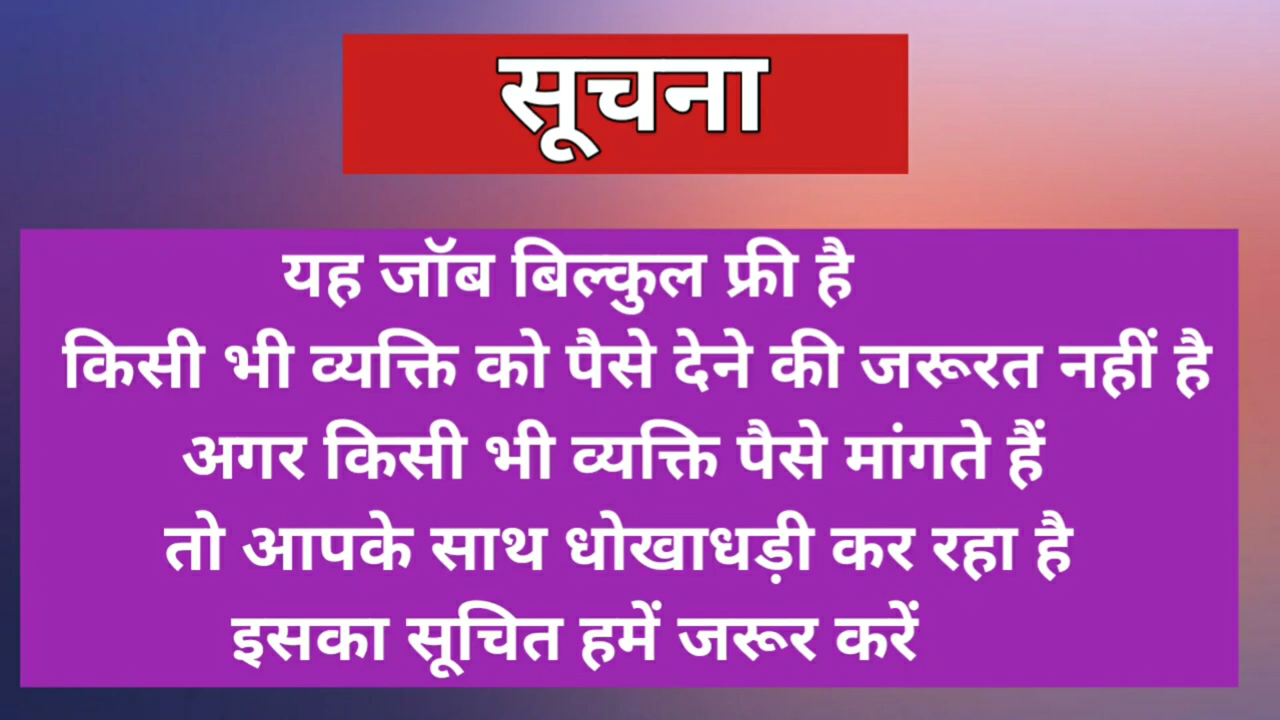 सूचना
यह जॉब बिल्कुल फ्री है
किसी भी व्यक्ति को पैसे देने की जरूरत नहीं है
अगर किसी भी व्यक्ति पैसे मांगते हैं
तो आपके साथ धोखाधड़ी कर रहा है
इसका सूचित हमें जरूर करें